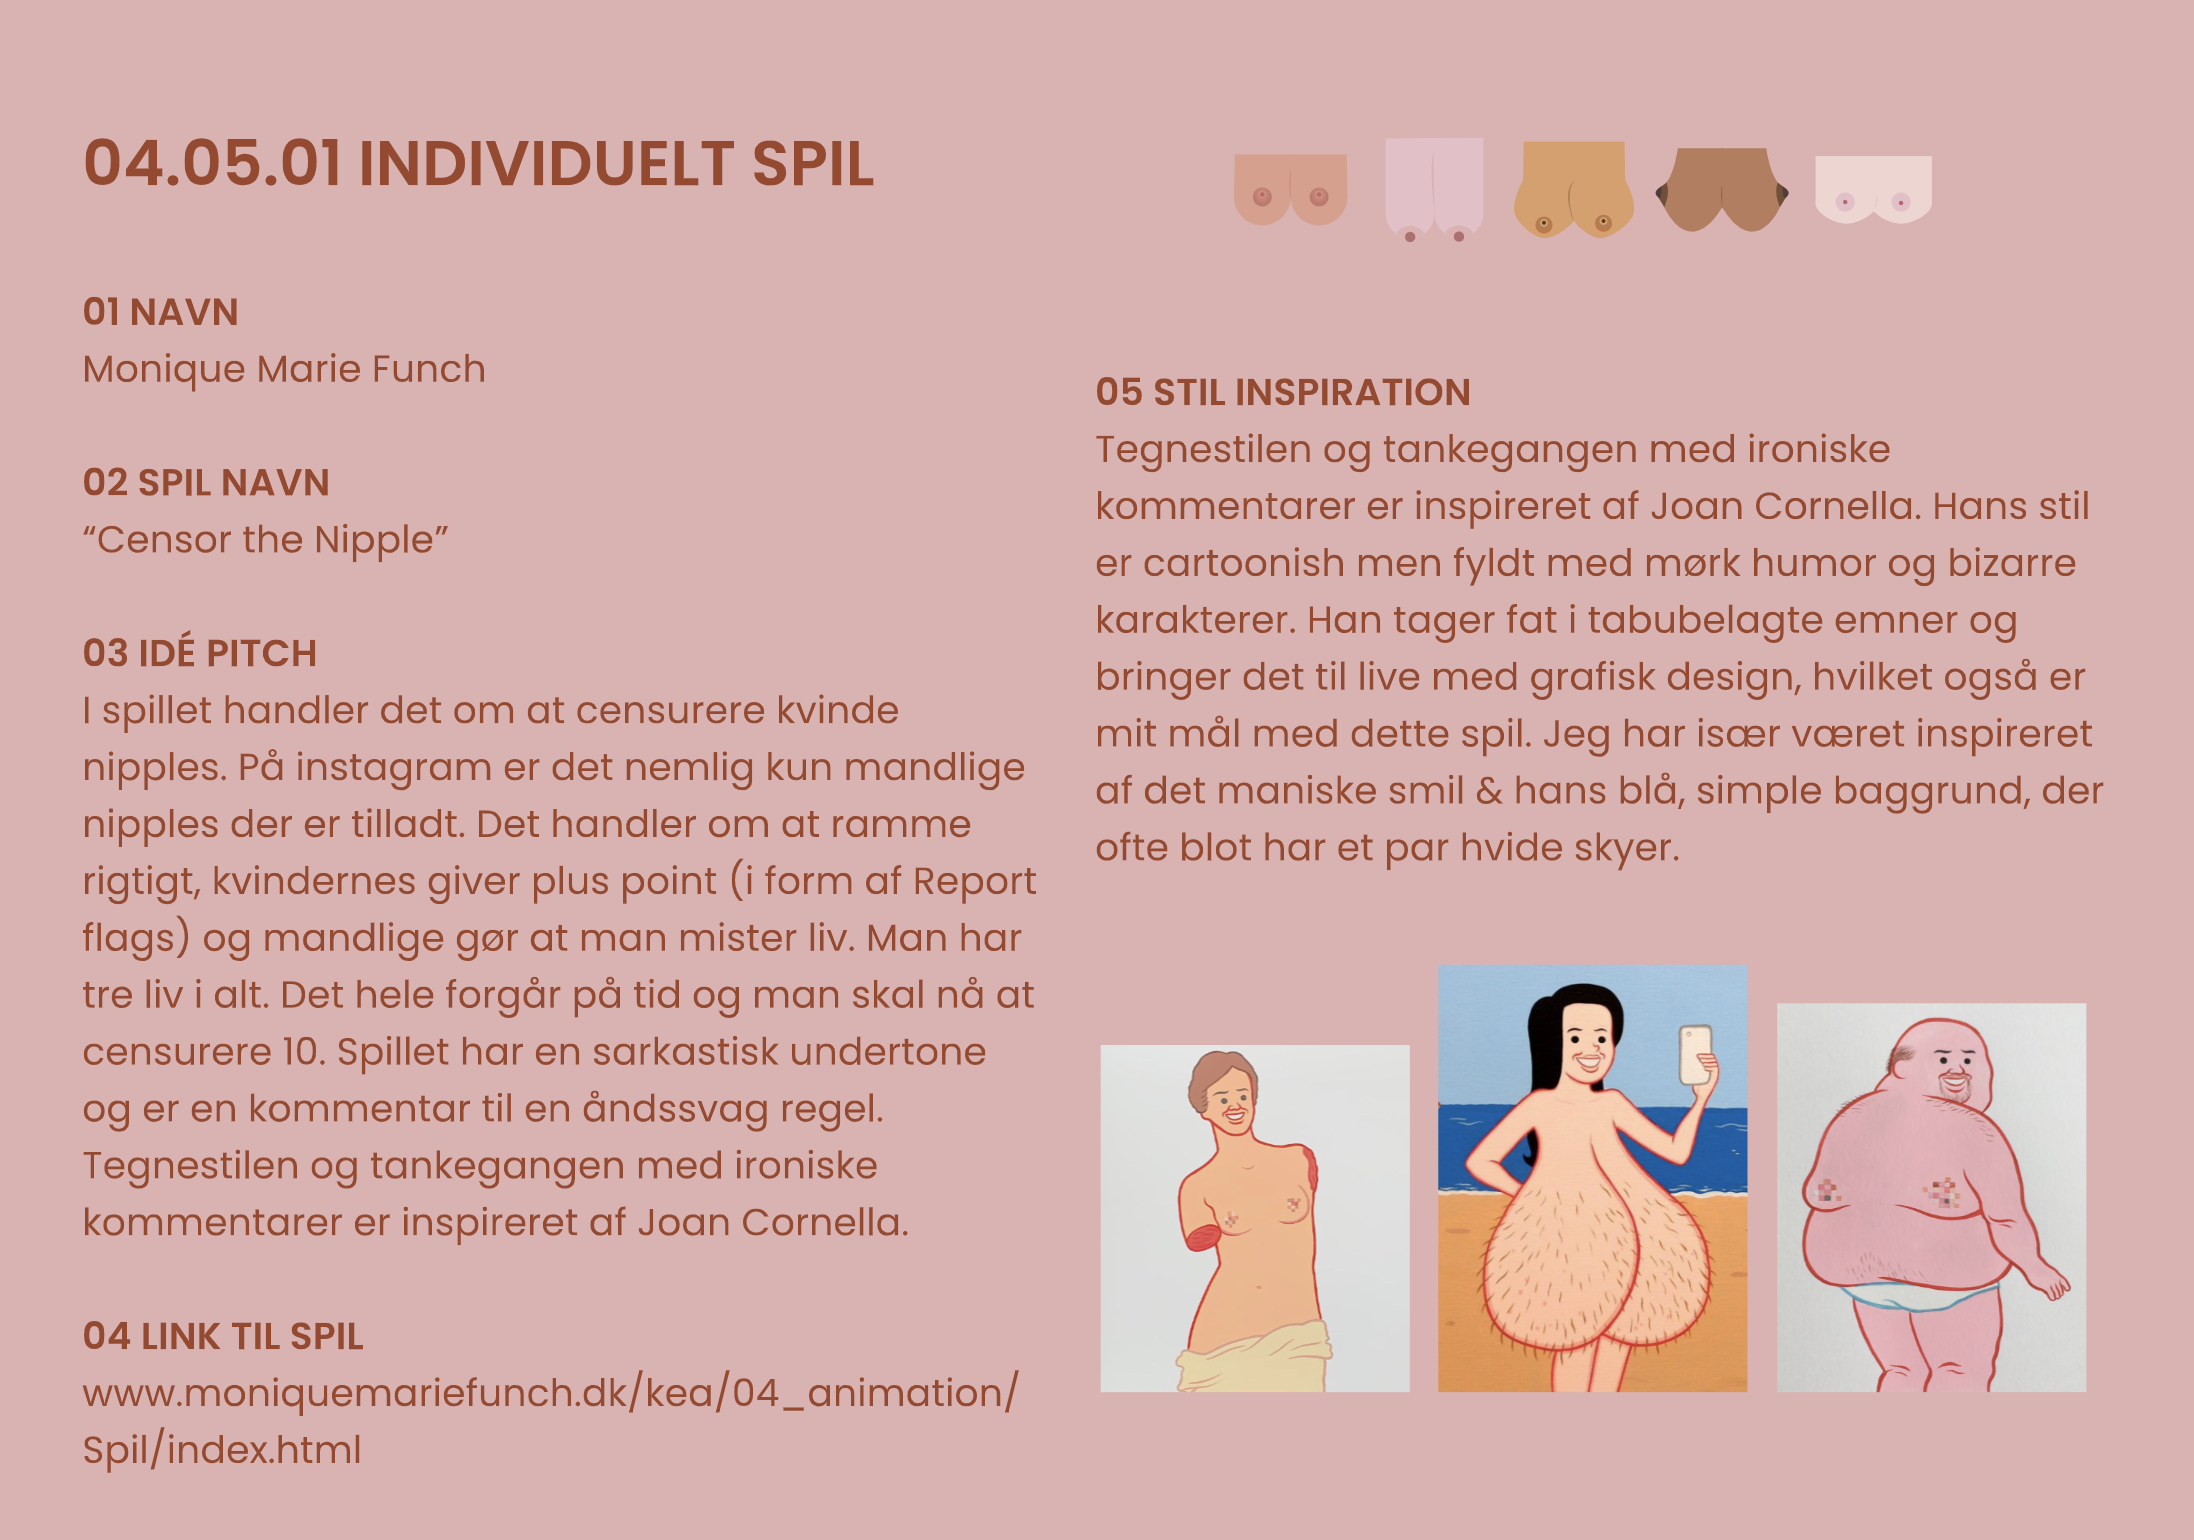 04.05.01 INDIVIDUELT SPIL
01 NAVN
Monique Marie Funch
02 SPIL NAVN
“Censor the Nipple”
03 IDÉ PITCH
I spillet handler det om at censurere kvinde
nipples. På instagram er det nemlig kun mandlige
nipples der er tilladt. Det handler om at ramme
rigtigt, kvindernes giver plus point (i form af Report
flags) og mandlige gør at man mister liv. Man har
tre liv i alt. Det hele forgår på tid og man skal nå at
censurere 10. Spillet har en sarkastisk undertone
og er en kommentar til en åndssvag regel.
Tegnestilen og tankegangen med ironiske
kommentarer er inspireret af Joan Cornella.
04 LINK TIL SPIL
www.moniquemariefunch.dk/kea/04_animation/
Spil/index.html
05 STIL INSPIRATION
Tegnestilen og tankegangen med ironiske
kommentarer er inspireret af Joan Cornella. Hans stil
er cartoonish men fyldt med mørk humor og bizarre
karakterer. Han tager fat i tabubelagte emner og
bringer det til live med grafisk design, hvilket også er
mit mål med dette spil. Jeg har især været inspireret
af det maniske smil & hans blå, simple baggrund, der
ofte blot har et par hvide skyer.